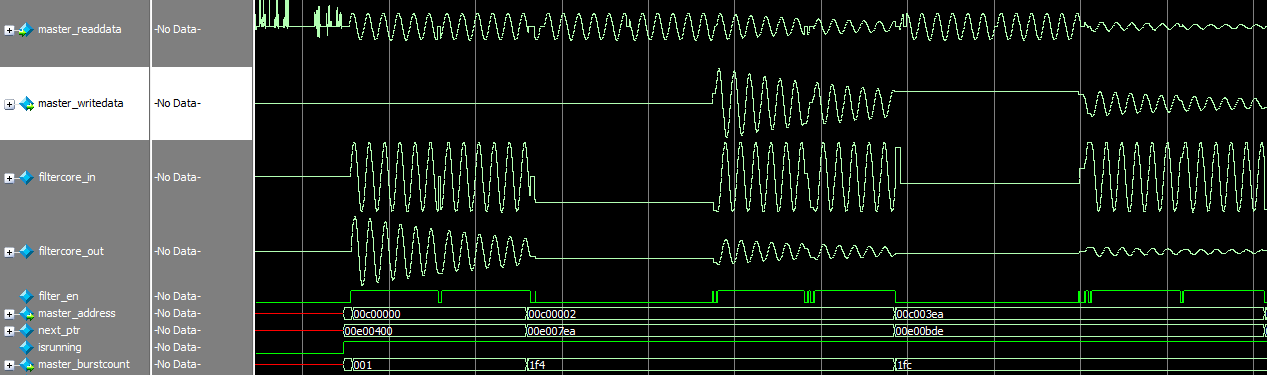 master_readdata -No Data-
master_writedata -No Data-
filtercore_in -No Data-
filtercore_out -No Data-
filter_en -No Data-
master_address -No Data- 00c00000 00c00002 00c003ea
next_ptr -No Data- 00e00400 00e007ea 00e00bde
isrunning -No Data-
master_burstcount -No Data- 001 1f4 1fc